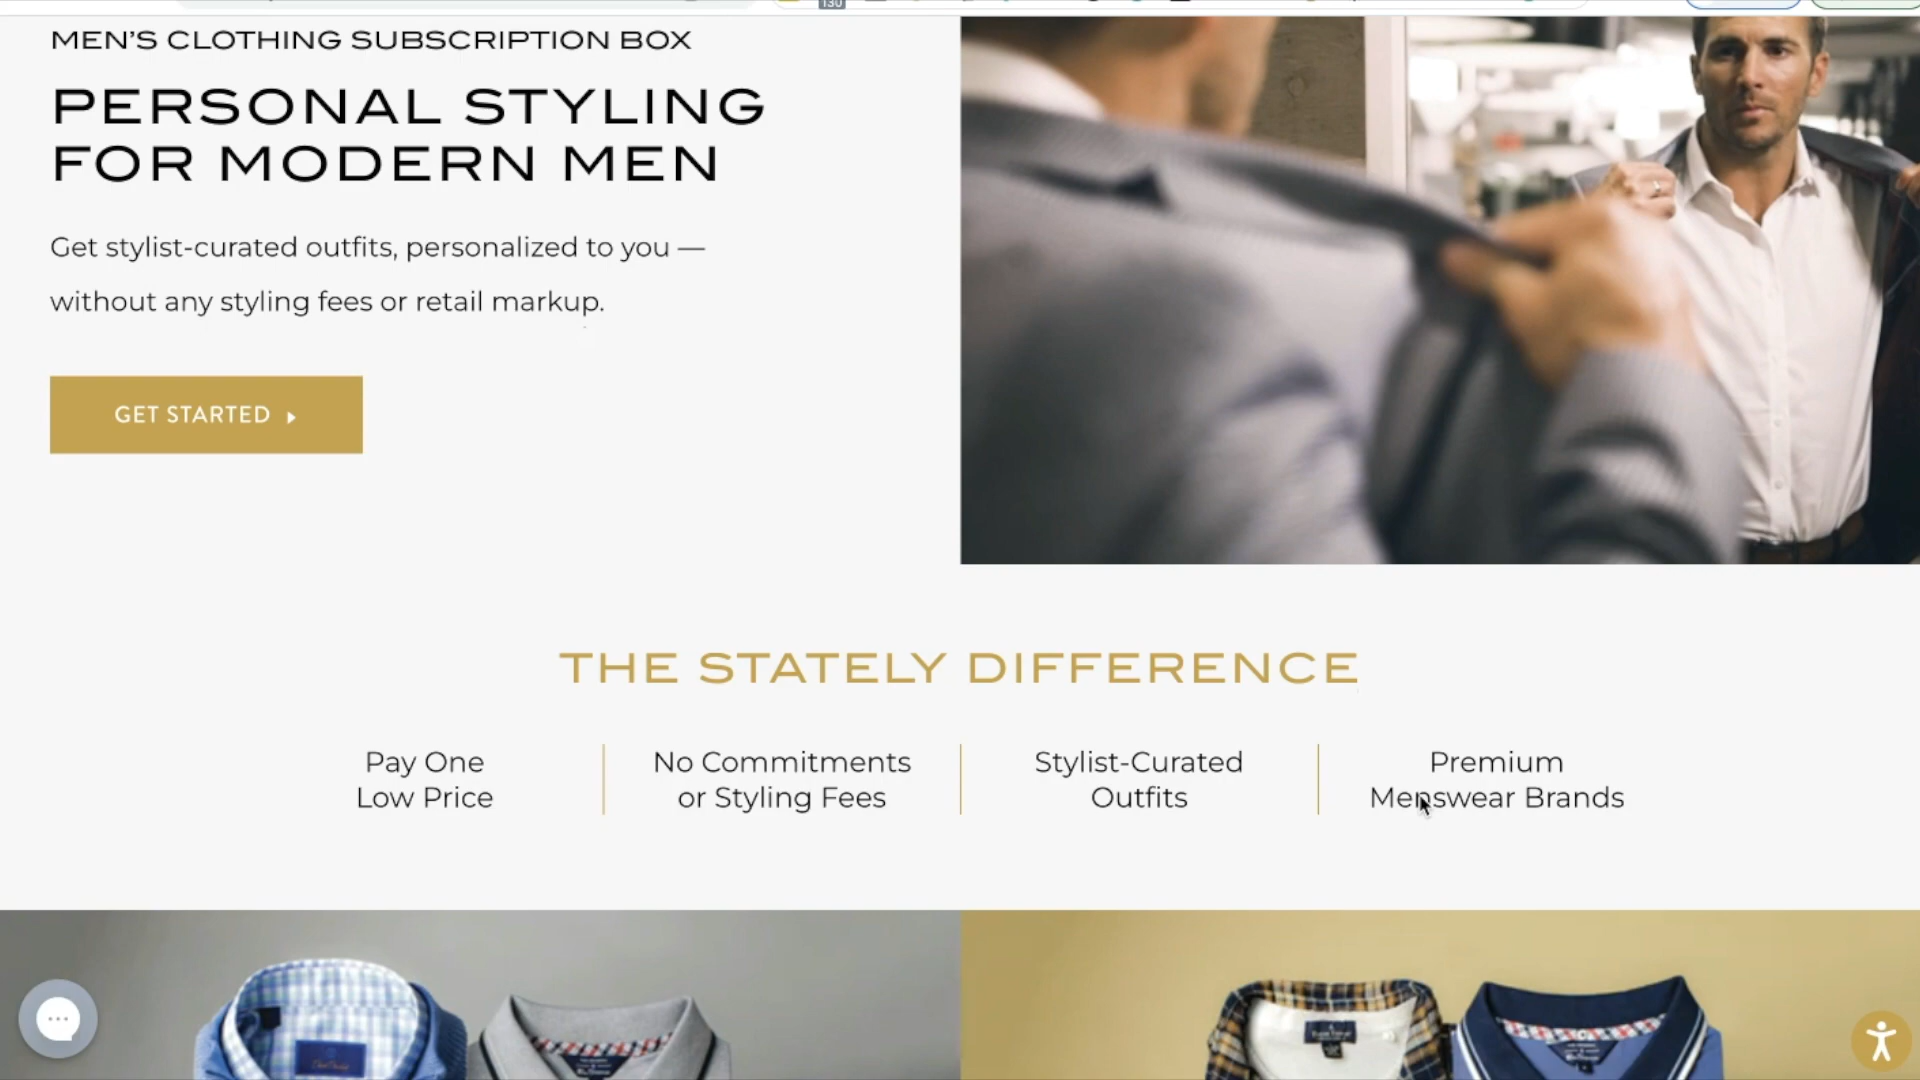 130
MEN'S CLOTHING SUBSCRIPTION BOX
PERSONAL STYLING
FOR MODERN MEN
Get stylist-curated outfits, personalized to you —
without any styling fees or retail markup.
GET STARTED
THE STATELY DIFFERENCE
Pay One
Low Price
No Commitments
or Styling Fees
Stylist-Curated
Outfits
Premium
Menswear Brands